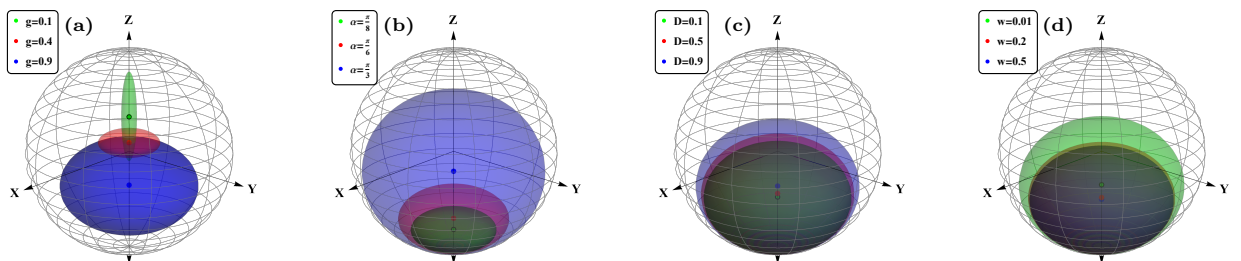 g=0.1
g=0.4
g=0.9
(a)
Z
X
Y
α=π/8
α=π/6
α=π/3
(b)
Z
X
Y
D=0.1
D=0.5
D=0.9
(c)
Z
X
Y
w=0.01
w=0.2
w=0.5
(d)
Z
X
Y